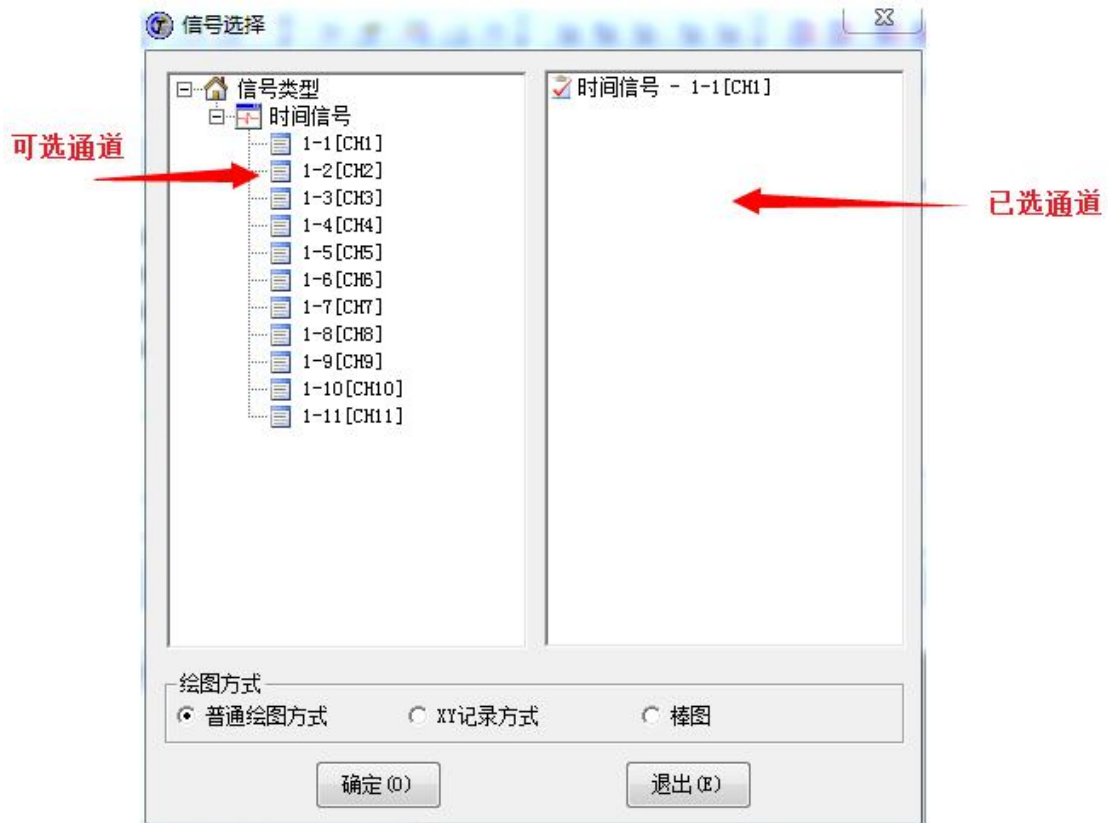 信号选择
信号类型
时间信号
1-1[CH1]
1-2[CH2]
1-3[CH3]
1-4[CH4]
1-5[CH5]
1-6[CH6]
1-7[CH7]
1-8[CH8]
1-9[CH9]
1-10[CH10]
1-11[CH11]
可选通道
时间信号 - 1-1[CH1]
已选通道
绘图方式
普通绘图方式 XY记录方式 棒图
确定(O) 退出(E)